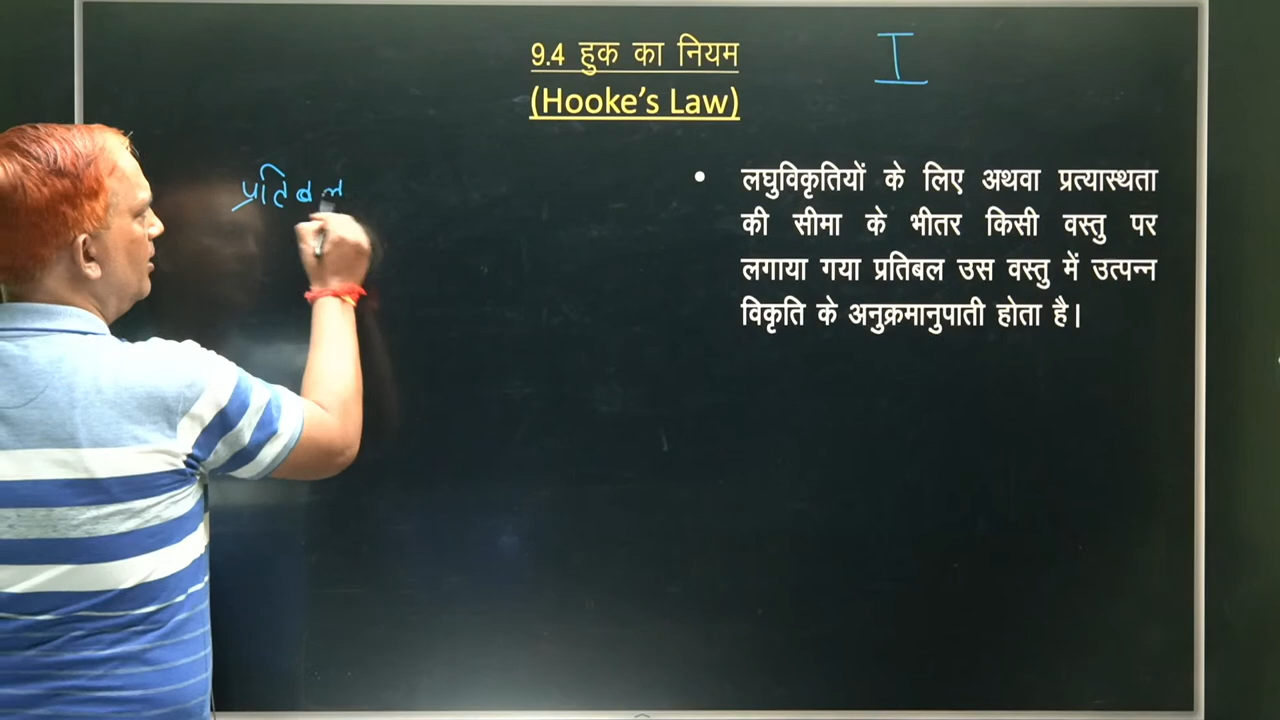 9.4 हुक का नियम
I
(Hooke's Law)
प्रतिबल
• लघुविकृतियों के लिए अथवा प्रत्यास्थता
की सीमा के भीतर किसी वस्तु पर
लगाया गया प्रतिबल उस वस्तु में उत्पन्न
विकृति के अनुक्रमानुपाती होता है।